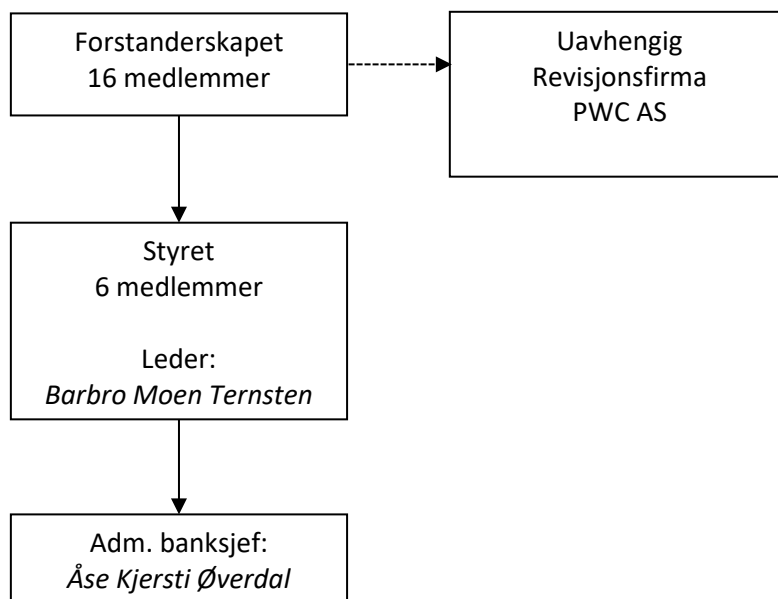 Forstanderskapet
16 medlemmer
Uavhengig
Revisjonsfirma
PWC AS
Styret
6 medlemmer
Leder:
Barbro Moen Ternsten
Adm. banksjef:
Åse Kjersti Øverdal